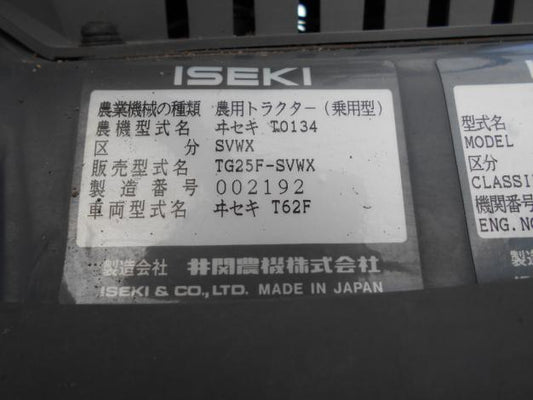 ISEKI
農業機械の種類 農用トラクター(乗用型)
農機型式名 ヰセキ T0134
区分 SVWX
販売型式名 TG25F-SVWX
製造番号 002192
車両型式名 ヰセキ T62F
製造会社 井関農機株式会社
ISEKI & CO., LTD. MADE IN JAPAN
型式名
MODEL
区分
CLASSI
機関番号
ENG. NO